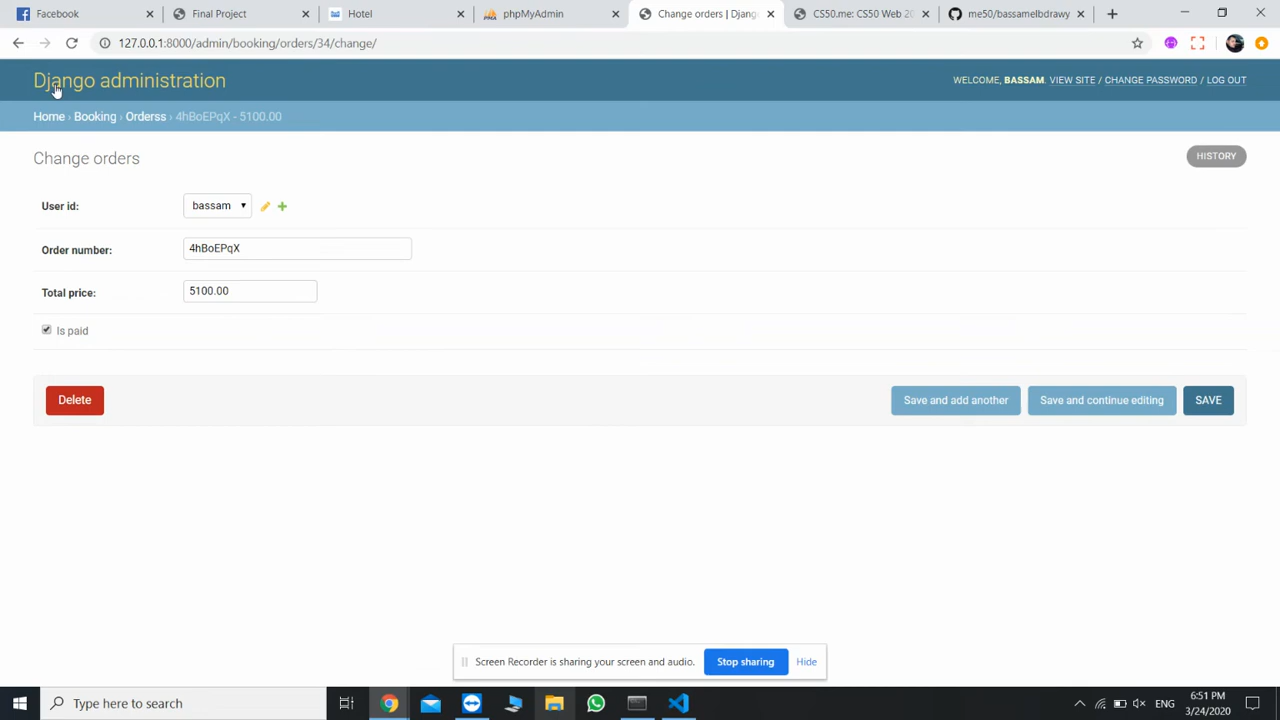 Facebook
Final Project
Hotel
phpMyAdmin
Change orders | Djang
CS50.me: CS50 Web 20
me50/bassamelbdrawy
127.0.0.1:8000/admin/booking/orders/34/change/
Django administration
WELCOME, BASSAM. VIEW SITE / CHANGE PASSWORD / LOG OUT
Home › Booking › Orderss › 4hBoEPqX - 5100.00
Change orders
HISTORY
User id:
bassam
Order number:
4hBoEPqX
Total price:
5100.00
Is paid
Delete
Save and add another
Save and continue editing
SAVE
Screen Recorder is sharing your screen and audio.
Stop sharing
Hide
Type here to search
ENG
6:51 PM
3/24/2020